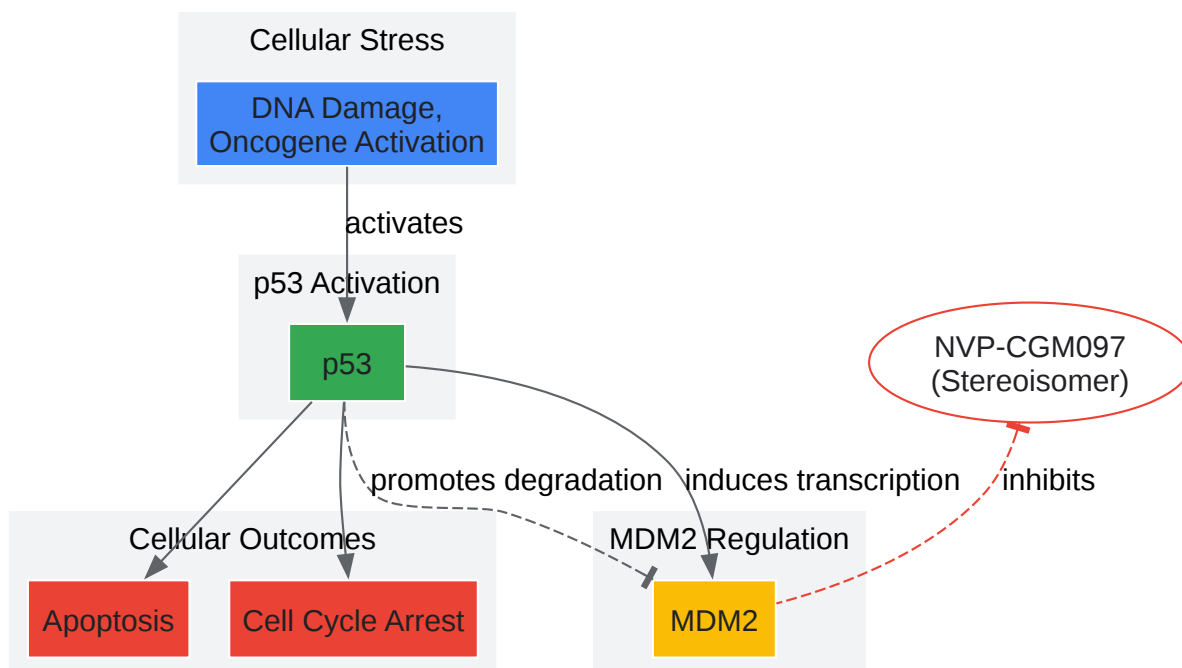 Cellular Stress
DNA Damage,
Oncogene Activation
activates
p53 Activation
p53
NVP-CGM097
(Stereoisomer)
promotes degradation
induces transcription
inhibits
Cellular Outcomes
MDM2 Regulation
Apoptosis
Cell Cycle Arrest
MDM2